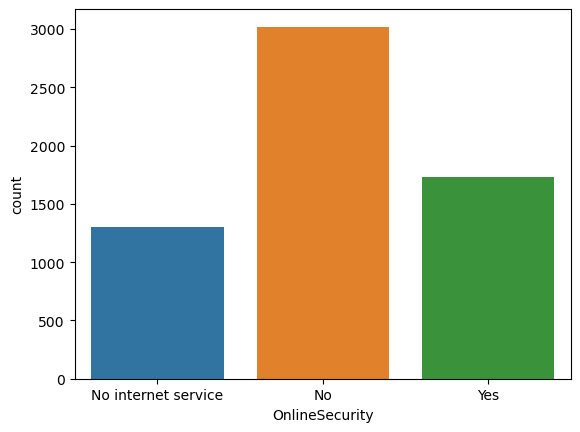 3000
2500
2000
1500
1000
500
0
count
No internet service
No
Yes
OnlineSecurity